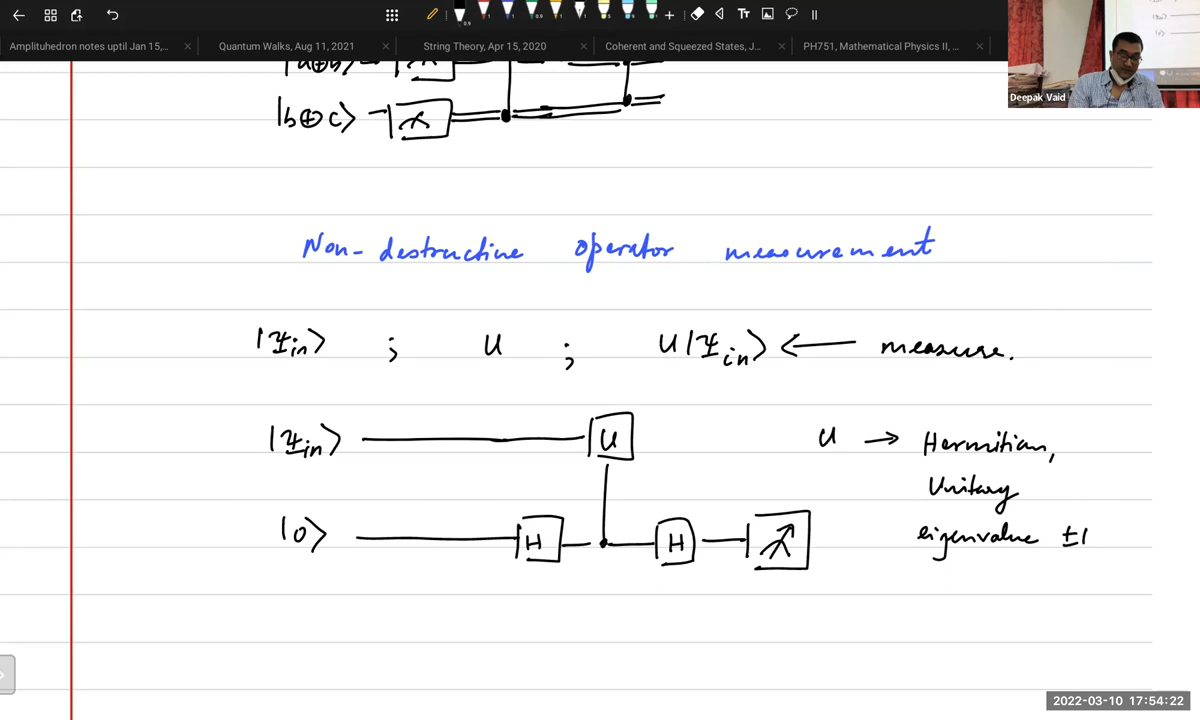 Amplituhedron notes uptil Jan 15,...
Quantum Walks, Aug 11, 2021
String Theory, Apr 15, 2020
Coherent and Squeezed States, J...
PH751, Mathematical Physics II, ...
Deepak Vaid
|a⊕b⟩
|b⊕c⟩
Non-destructive operator measurement
|Ψin⟩ ; U ; U|Ψin⟩ ← measure.
|Ψin⟩ U U → Hermitian,
Unitary
|0⟩ H H eigenvalue ±1
2022-03-10 17:54:22